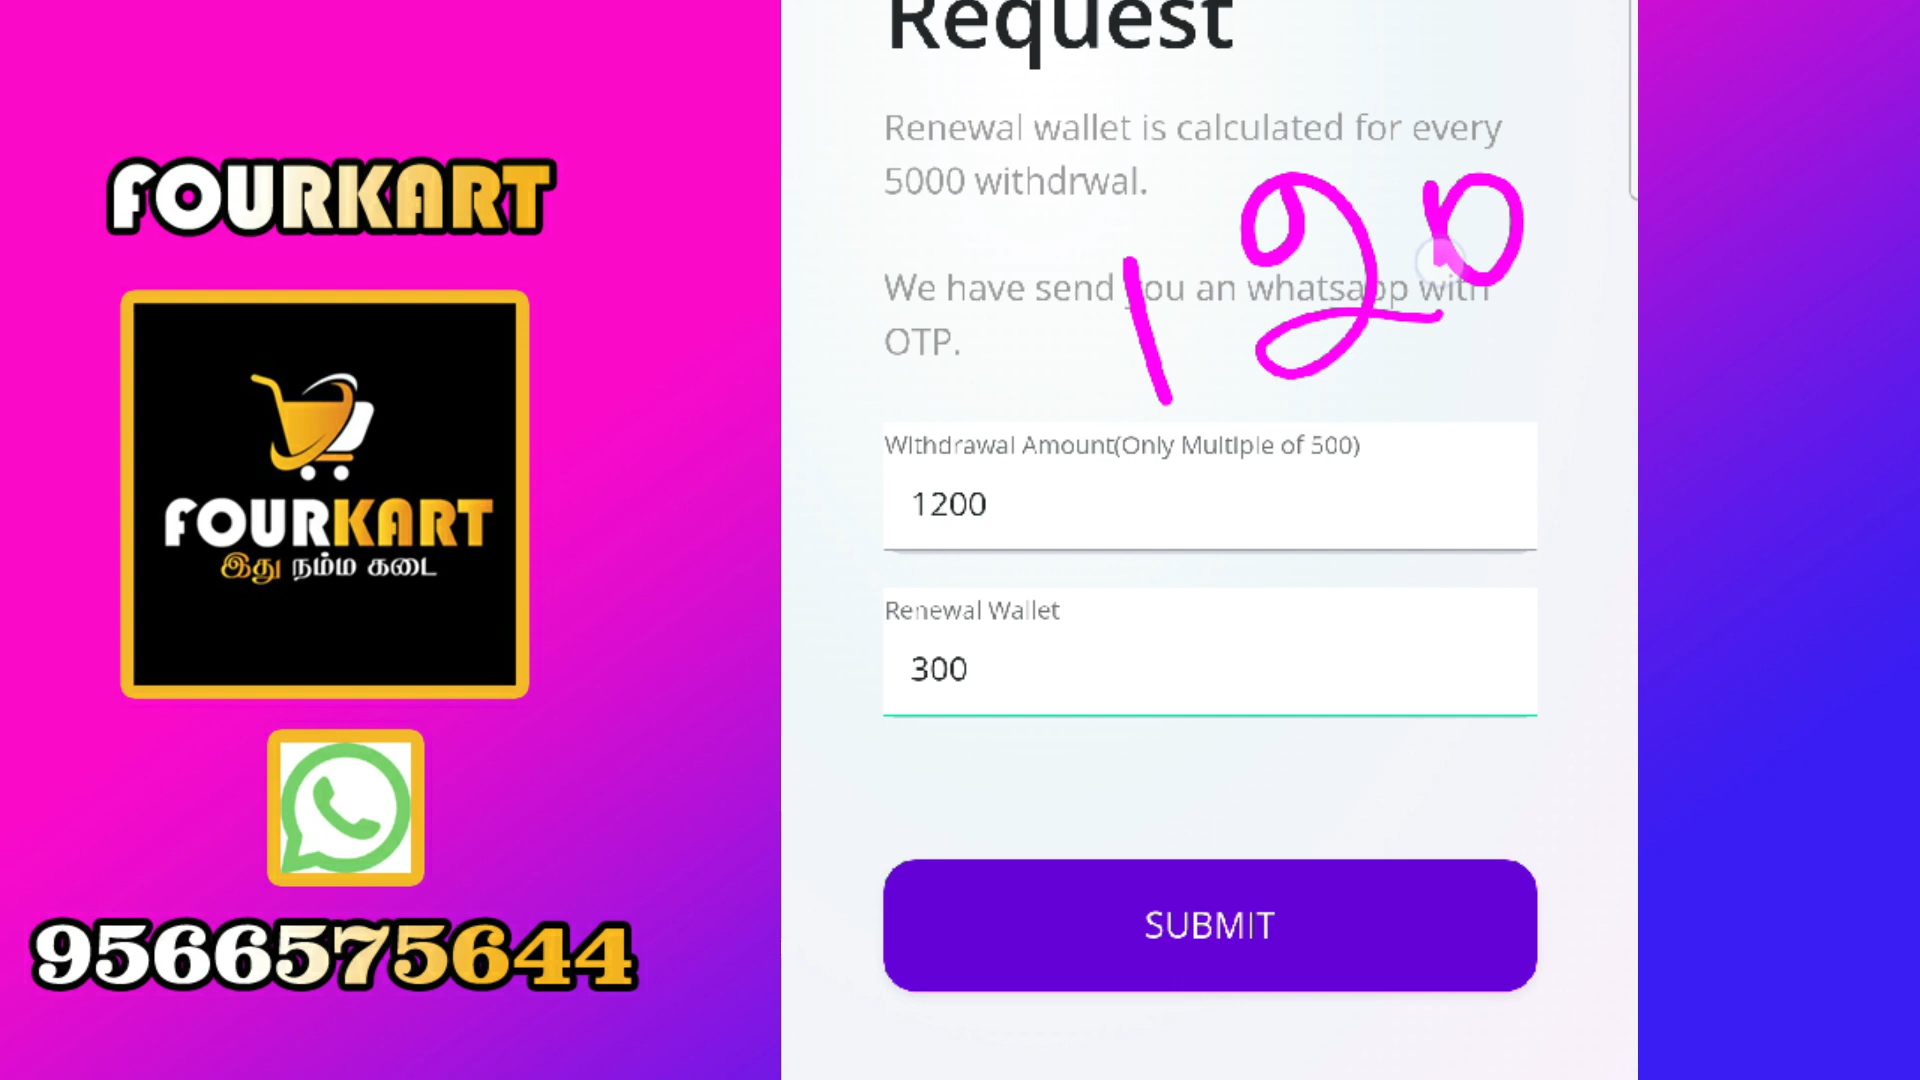 FOURKART
FOURKART
இது நம்ம கடை
9566575644
Request
Renewal wallet is calculated for every
5000 withdrwal.
We have send you an whatsapp with
OTP.
120
Withdrawal Amount(Only Multiple of 500)
1200
Renewal Wallet
300
SUBMIT